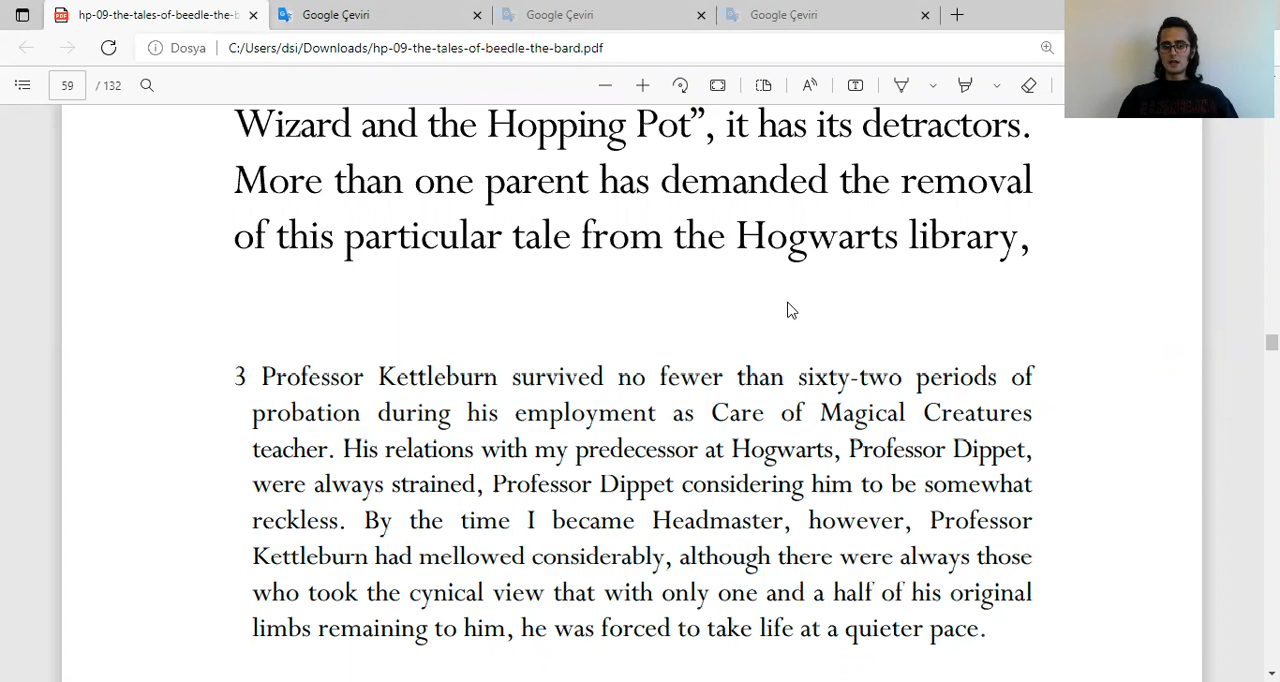 hp-09-the-tales-of-beedle-the-b
Google Çeviri
Google Çeviri
Google Çeviri
Dosya
C:/Users/dsi/Downloads/hp-09-the-tales-of-beedle-the-bard.pdf
59 / 132
Wizard and the Hopping Pot”, it has its detractors.
More than one parent has demanded the removal
of this particular tale from the Hogwarts library,
3 Professor Kettleburn survived no fewer than sixty-two periods of
probation during his employment as Care of Magical Creatures
teacher. His relations with my predecessor at Hogwarts, Professor Dippet,
were always strained, Professor Dippet considering him to be somewhat
reckless. By the time I became Headmaster, however, Professor
Kettleburn had mellowed considerably, although there were always those
who took the cynical view that with only one and a half of his original
limbs remaining to him, he was forced to take life at a quieter pace.